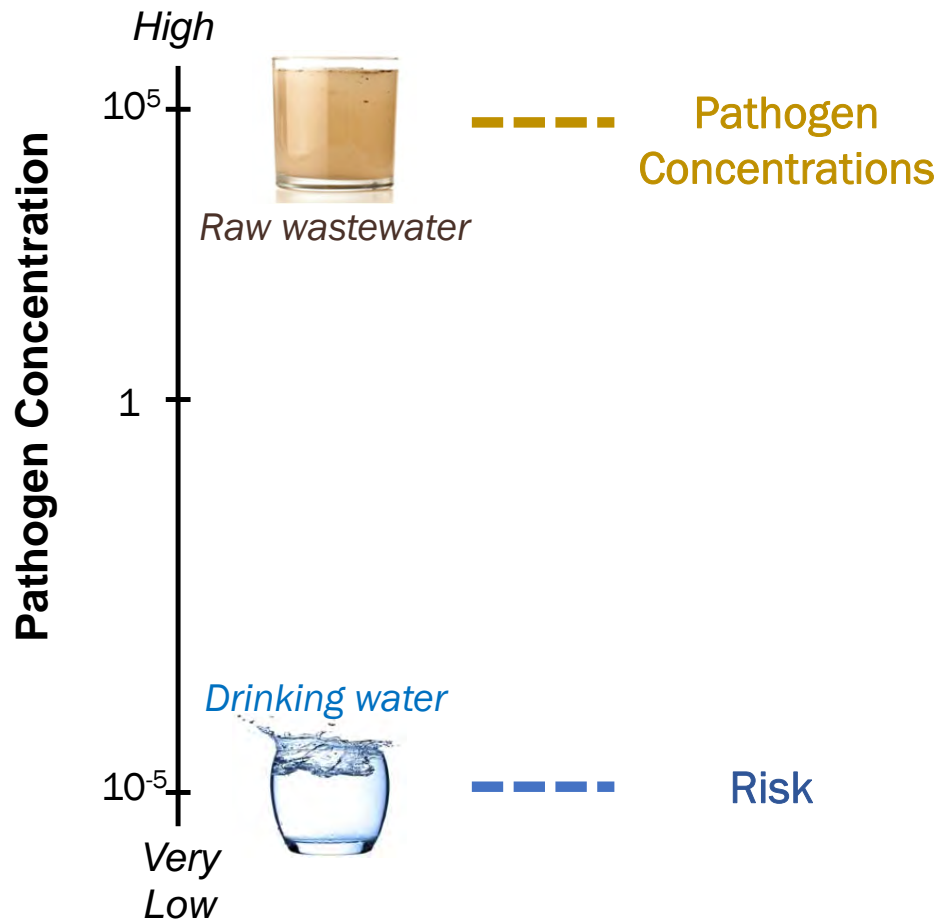 High
10⁵
Pathogen
Concentrations
Raw wastewater
Pathogen Concentration
1
Drinking water
10⁻⁵
Risk
Very
Low